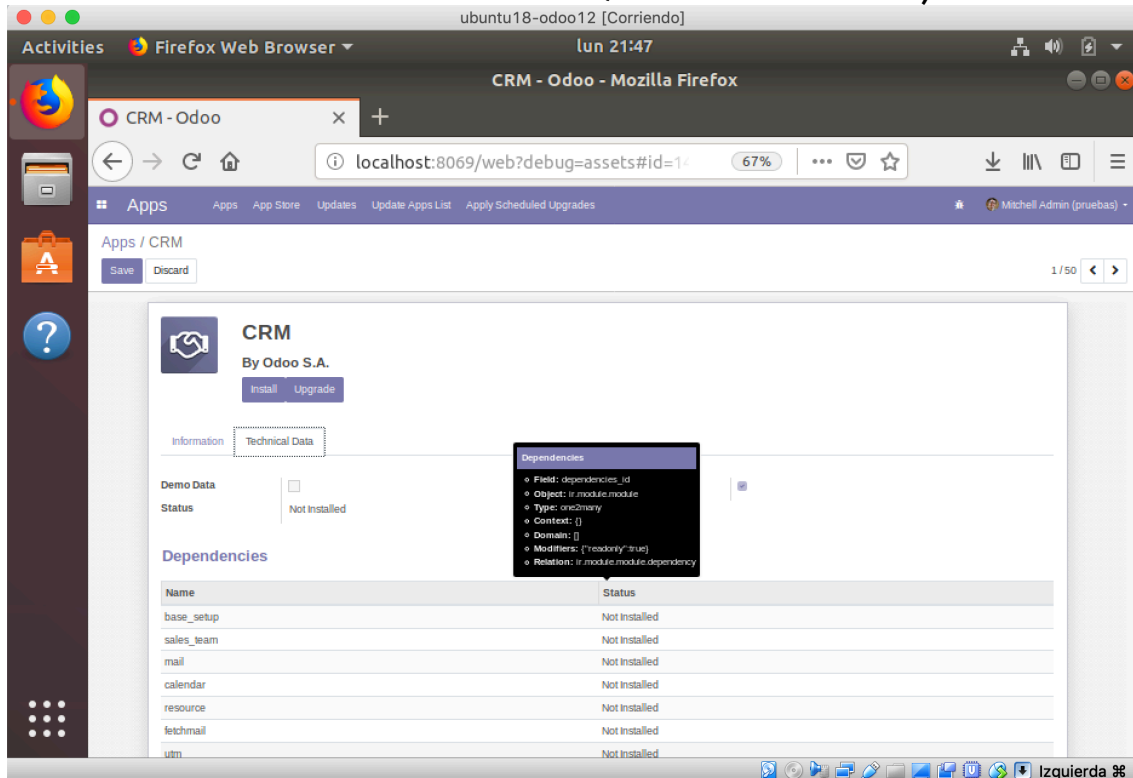 ubuntu18-odoo12 [Corriendo]
Activities Firefox Web Browser lun 21:47
CRM - Odoo - Mozilla Firefox
CRM - Odoo
localhost:8069/web?debug=assets#id=1 67%
Apps Apps App Store Updates Update Apps List Apply Scheduled Upgrades Mitchell Admin (pruebas)
Apps / CRM
Save Discard 1 / 50
CRM
By Odoo S.A.
Install Upgrade
Information Technical Data
Dependencies
Field: dependencies_id
Object: ir.module.module
Type: one2many
Context: {}
Domain: []
Modifiers: {"readonly":true}
Relation: ir.module.module.dependency
Demo Data
Status Not Installed
Dependencies
Name Status
base_setup Not Installed
sales_team Not Installed
mail Not Installed
calendar Not Installed
resource Not Installed
fetchmail Not Installed
utm Not Installed
Izquierda ⌘